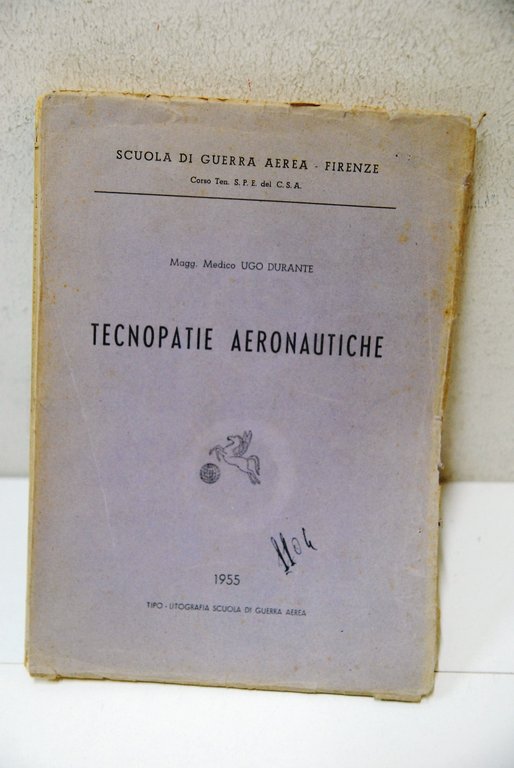 SCUOLA DI GUERRA AEREA - FIRENZE
Corso Ten. S. P. E. del C. S. A.
Magg. Medico UGO DURANTE
TECNOPATIE AERONAUTICHE
1104
1955
TIPO - LITOGRAFIA SCUOLA DI GUERRA AEREA